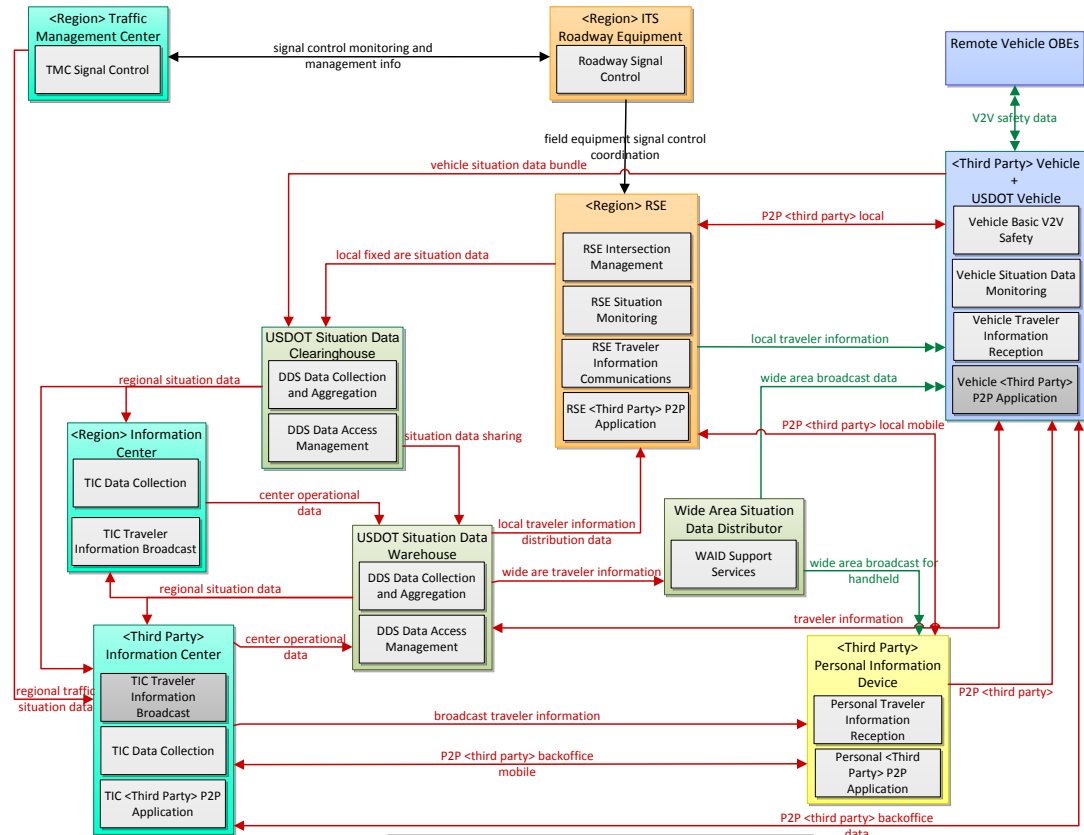 <Region> Traffic
Management Center
TMC Signal Control
signal control monitoring and
management info
<Region> ITS
Roadway Equipment
Roadway Signal
Control
Remote Vehicle OBEs
V2V safety data
field equipment signal control
coordination
vehicle situation data bundle
<Third Party> Vehicle
+
USDOT Vehicle
Vehicle Basic V2V
Safety
Vehicle Situation Data
Monitoring
Vehicle Traveler
Information
Reception
Vehicle <Third Party>
P2P Application
<Region> RSE
RSE Intersection
Management
RSE Situation
Monitoring
RSE Traveler
Information
Communications
RSE <Third Party> P2P
Application
P2P <third party> local
local fixed are situation data
local traveler information
wide area broadcast data
P2P <third party> local mobile
USDOT Situation Data
Clearinghouse
DDS Data Collection
and Aggregation
DDS Data Access
Management
regional situation data
situation data sharing
<Region> Information
Center
TIC Data Collection
TIC Traveler
Information Broadcast
center operational
data
USDOT Situation Data
Warehouse
DDS Data Collection
and Aggregation
DDS Data Access
Management
local traveler information
distribution data
wide are traveler information
Wide Area Situation
Data Distributor
WAID Support
Services
wide area broadcast for
handheld
regional situation data
traveler information
<Third Party>
Information Center
TIC Traveler
Information
Broadcast
TIC Data Collection
TIC <Third Party> P2P
Application
center operational
data
regional traffic
situation data
broadcast traveler information
P2P <third party> backoffice
mobile
<Third Party>
Personal Information
Device
Personal Traveler
Information
Reception
Personal <Third
Party> P2P
Application
P2P <third party>
P2P <third party> backoffice
data